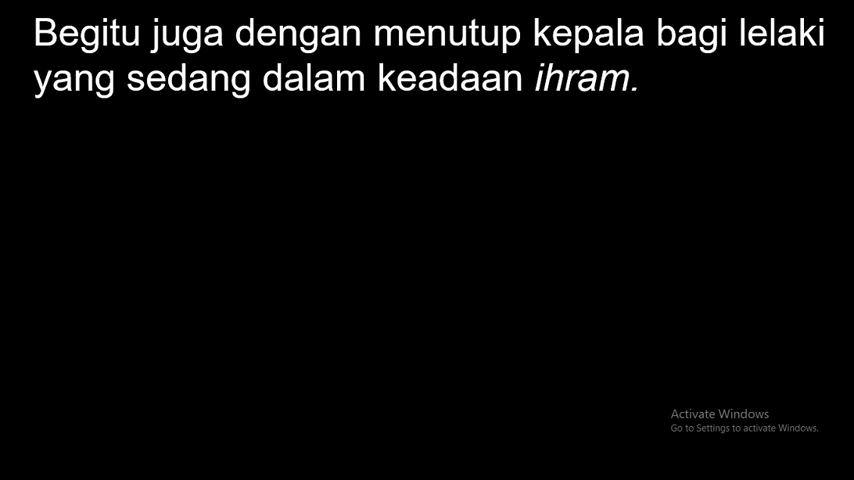 Begitu juga dengan menutup kepala bagi lelaki
yang sedang dalam keadaan ihram.
Activate Windows
Go to Settings to activate Windows.